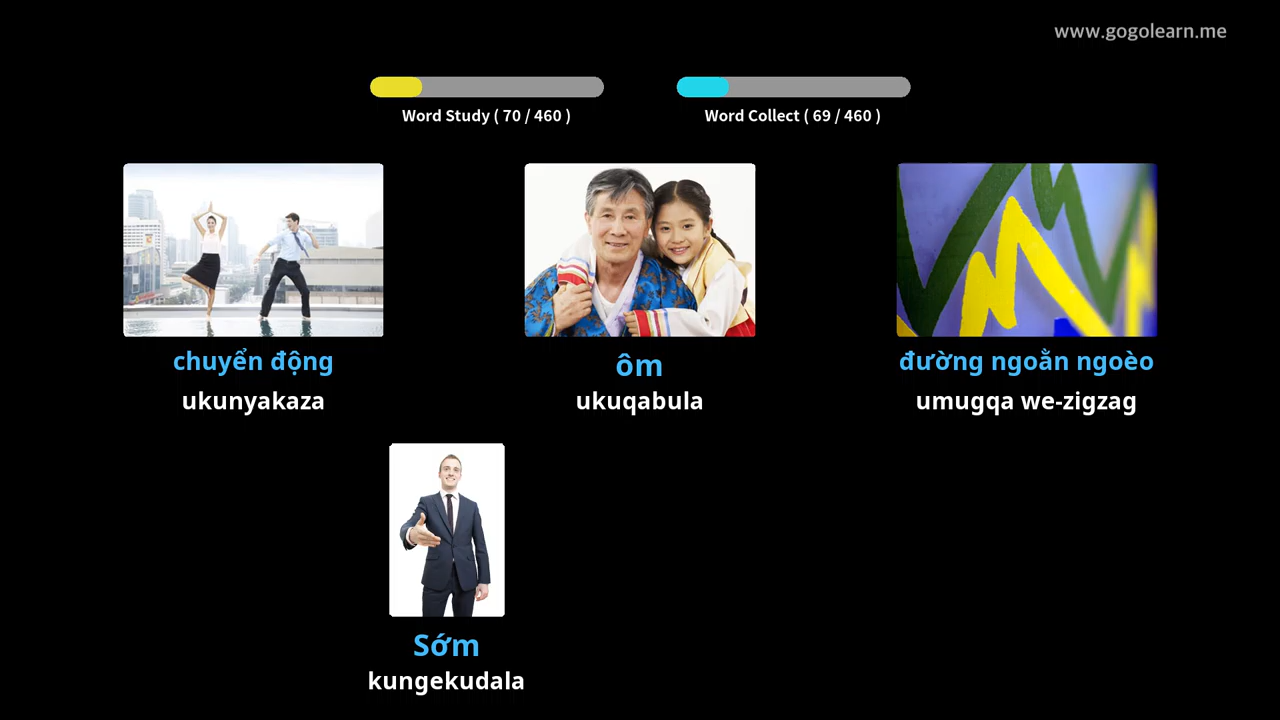 www.gogolearn.me
Word Study ( 70 / 460 )
Word Collect ( 69 / 460 )
chuyển động
ukunyakaza
ôm
ukuqabula
đường ngoằn ngoèo
umugqa we-zigzag
Sớm
kungekudala